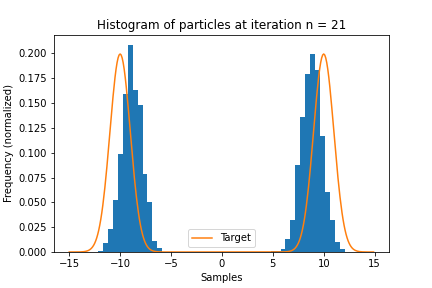 Histogram of particles at iteration n = 21
Frequency (normalized)
0.200
0.175
0.150
0.125
0.100
0.075
0.050
0.025
0.000
Target
−15 −10 −5 0 5 10 15
Samples